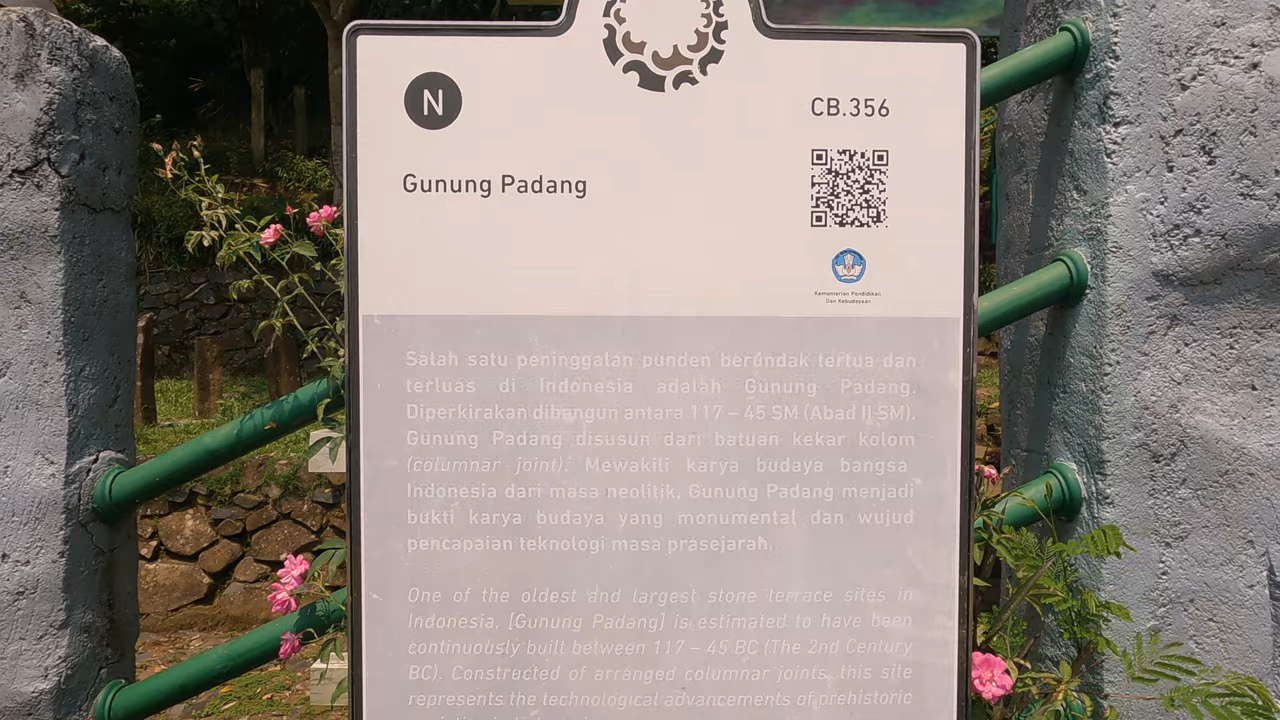 N
CB.356
Gunung Padang
Kementerian Pendidikan
Dan Kebudayaan
Salah satu peninggalan punden berundak tertua dan
terluas di Indonesia adalah Gunung Padang.
Diperkirakan dibangun antara 117 – 45 SM (Abad II SM).
Gunung Padang disusun dari batuan kekar kolom
(columnar joint). Mewakili karya budaya bangsa
Indonesia dari masa neolitik, Gunung Padang menjadi
bukti karya budaya yang monumental dan wujud
pencapaian teknologi masa prasejarah.
One of the oldest and largest stone terrace sites in
Indonesia, [Gunung Padang] is estimated to have been
continuously built between 117 – 45 BC (The 2nd Century
BC). Constructed of arranged columnar joints, this site
represents the technological advancements of prehistoric